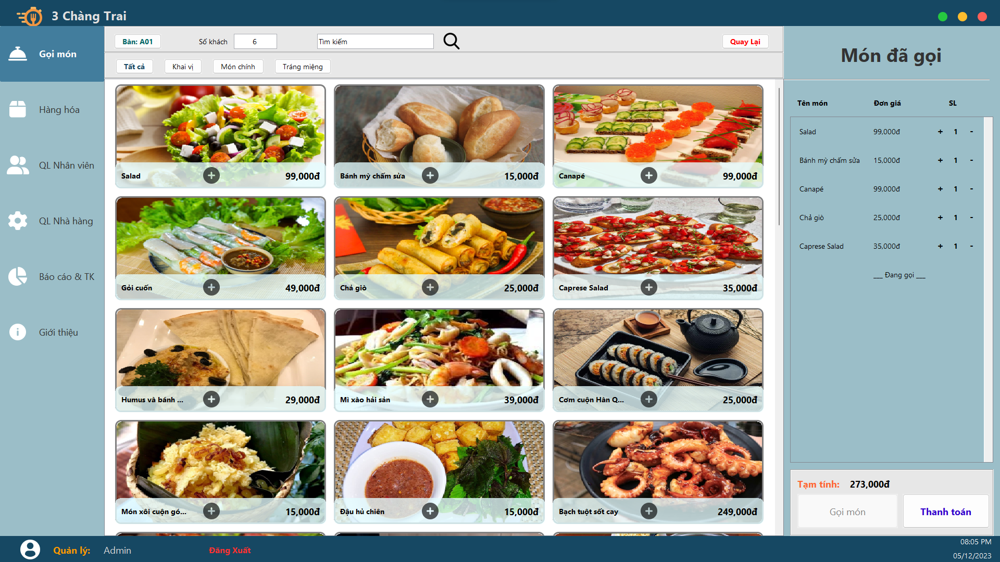 3 Chàng Trai
Gọi món
Hàng hóa
QL Nhân viên
QL Nhà hàng
Báo cáo & TK
Giới thiệu
Bàn: A01
Số khách
6
Tìm kiếm
Quay Lại
Tất cả
Khai vị
Món chính
Tráng miệng
Salad
99,000đ
Bánh mỳ chấm sửa
15,000đ
Canapé
99,000đ
Gỏi cuốn
49,000đ
Chả giò
25,000đ
Caprese Salad
35,000đ
Humus và bánh ...
29,000đ
Mì xào hải sản
39,000đ
Cơm cuộn Hàn Q...
25,000đ
Món xôi cuộn gó...
15,000đ
Đậu hủ chiên
15,000đ
Bạch tuột sốt cay
249,000đ
Món đã gọi
Tên món Đơn giá SL
Salad 99,000đ + 1 -
Bánh mỳ chấm sửa 15,000đ + 1 -
Canapé 99,000đ + 1 -
Chả giò 25,000đ + 1 -
Caprese Salad 35,000đ + 1 -
___ Đang gọi ___
Tạm tính: 273,000đ
Gọi món
Thanh toán
Quản lý: Admin
Đăng Xuất
08:05 PM
05/12/2023